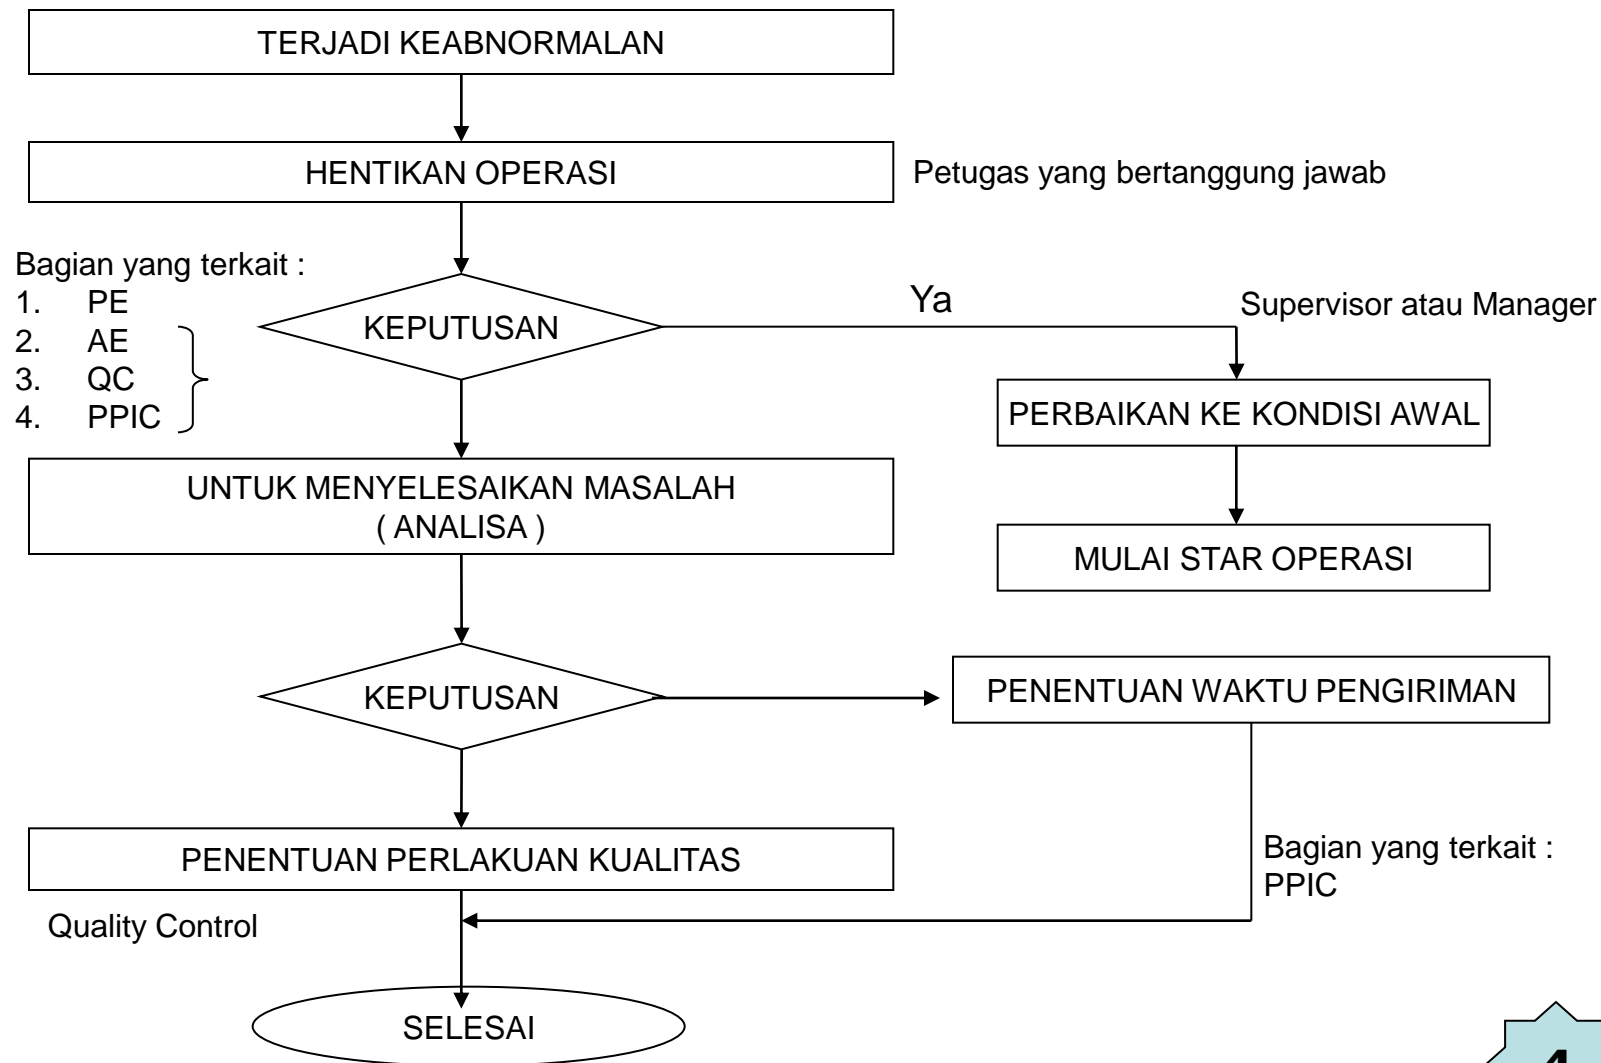 TERJADI KEABNORMALAN
HENTIKAN OPERASI
Petugas yang bertanggung jawab
Bagian yang terkait :
1. PE
2. AE
3. QC
4. PPIC
KEPUTUSAN
Ya
Supervisor atau Manager
PERBAIKAN KE KONDISI AWAL
UNTUK MENYELESAIKAN MASALAH
( ANALISA )
MULAI STAR OPERASI
KEPUTUSAN
PENENTUAN WAKTU PENGIRIMAN
PENENTUAN PERLAKUAN KUALITAS
Bagian yang terkait :
PPIC
Quality Control
SELESAI